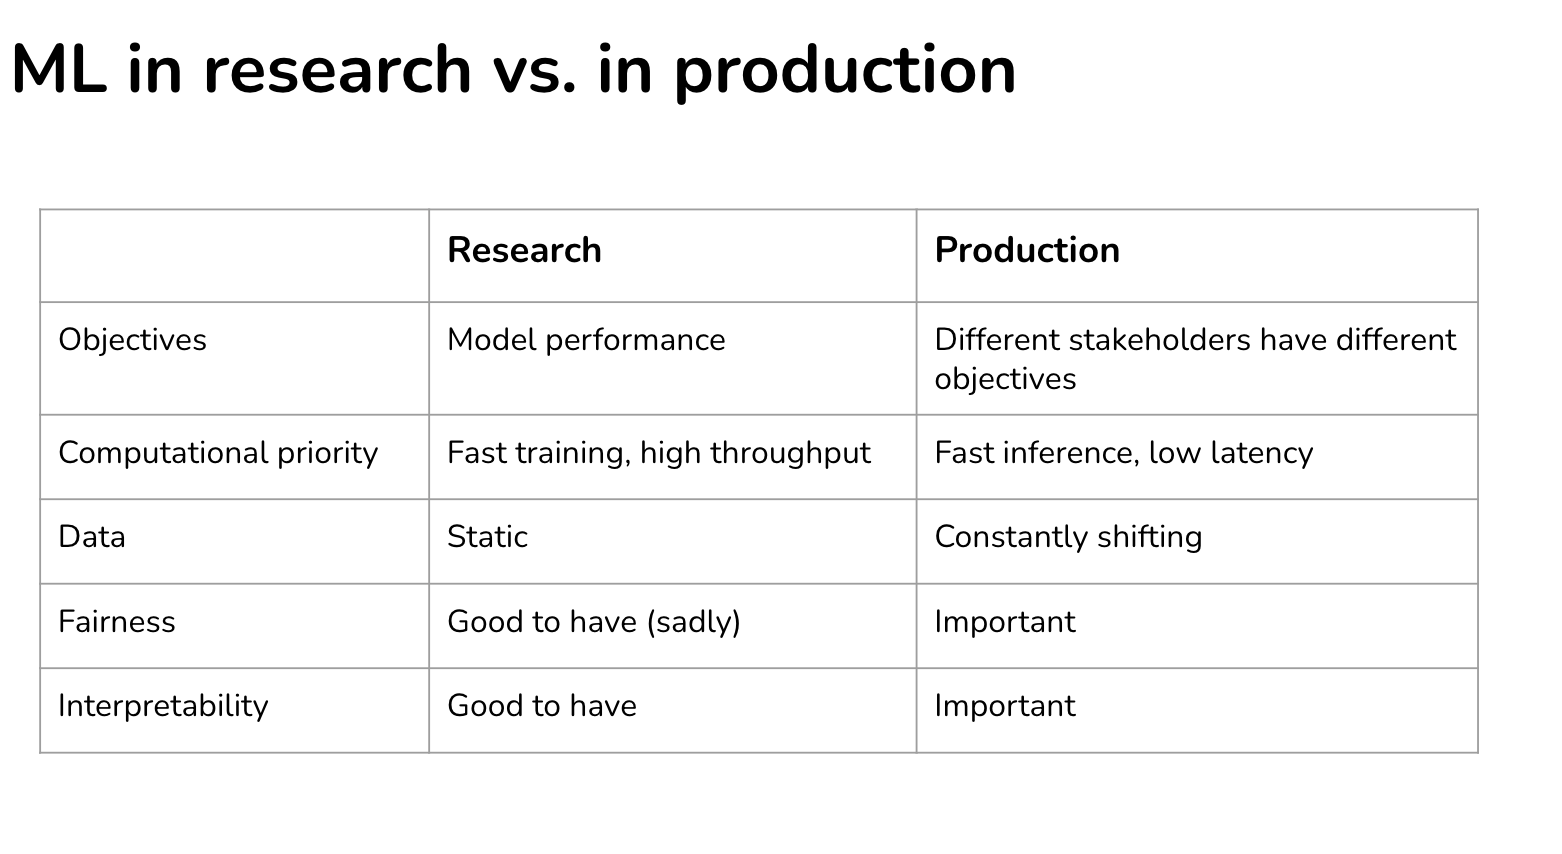 ML in research vs. in production
Research
Production
Objectives
Model performance
Different stakeholders have different
objectives
Computational priority
Fast training, high throughput
Fast inference, low latency
Data
Static
Constantly shifting
Fairness
Good to have (sadly)
Important
Interpretability
Good to have
Important